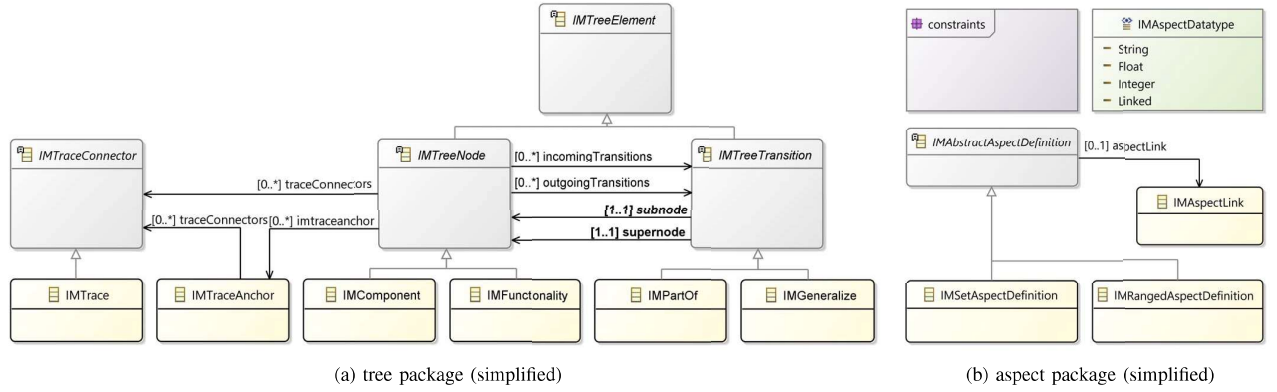 IMTreeElement
constraints
IMAspectDatatype
String
Float
Integer
Linked
IMTraceConnector
IMTreeNode
IMTreeTransition
IMAbstractAspectDefinition
[0..*] incomingTransitions
[0..1] aspectLink
[0..*] traceConnectors
[0..*] outgoingTransitions
IMAspectLink
[0..*] traceConnectors
[0..*] imtraceanchor
[1..1] subnode
[1..1] supernode
IMTrace
IMTraceAnchor
IMComponent
IMFunctonality
IMPartOf
IMGeneralize
IMSetAspectDefinition
IMRangedAspectDefinition
(a) tree package (simplified)
(b) aspect package (simplified)